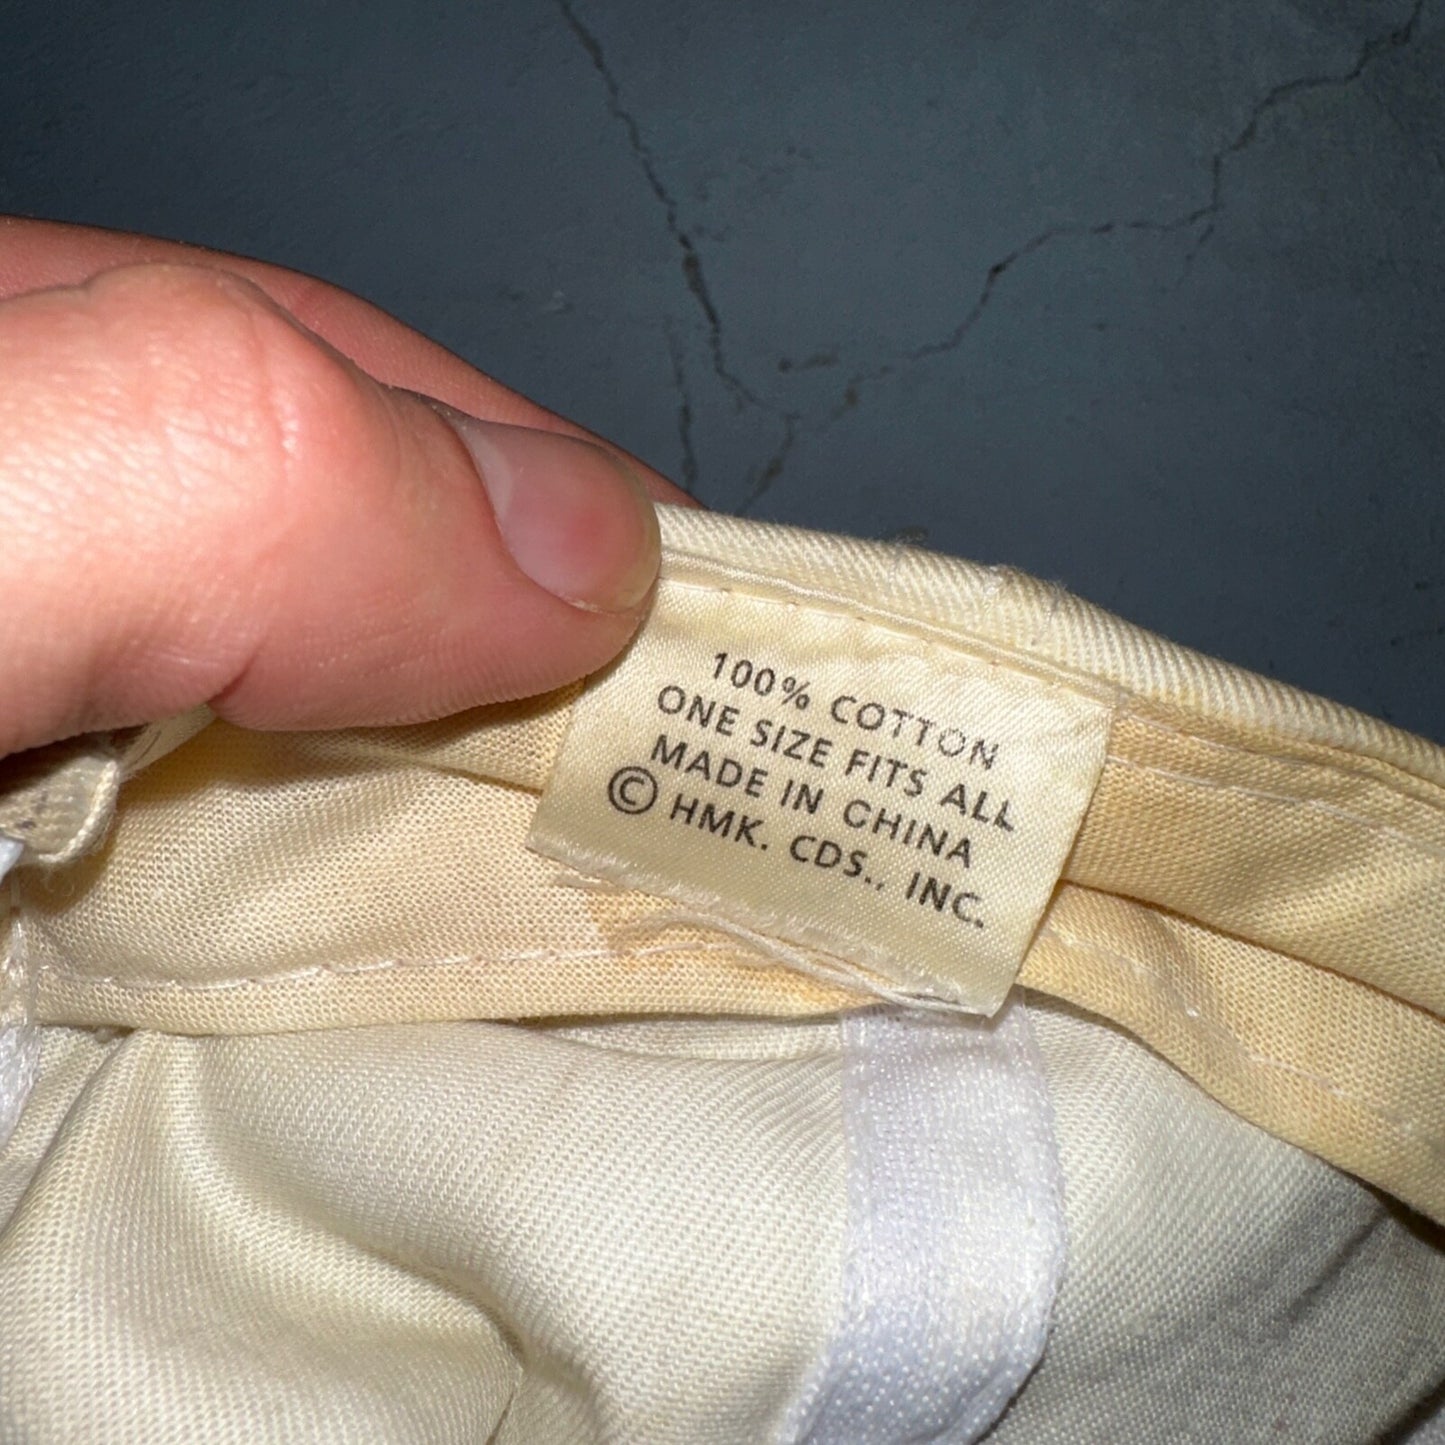 100% COTTON
ONE SIZE FITS ALL
MADE IN CHINA
© HMK. CDS., INC.